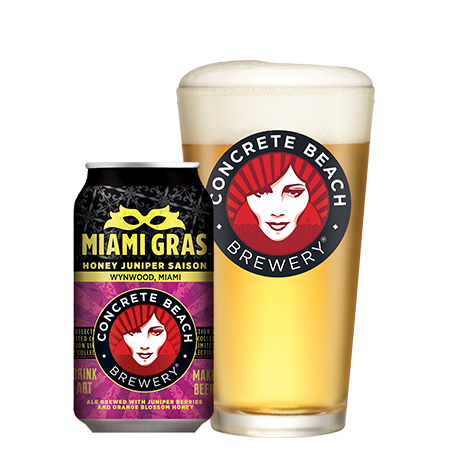 CONCRETE BEACH
BREWERY®
MIAMI GRAS
HONEY JUNIPER SAISON
WYNWOOD, MIAMI
CONCRETE BEACH
BREWERY
DRINK
ART
MAKE
BEER
ALE BREWED WITH JUNIPER BERRIES
AND ORANGE BLOSSOM HONEY